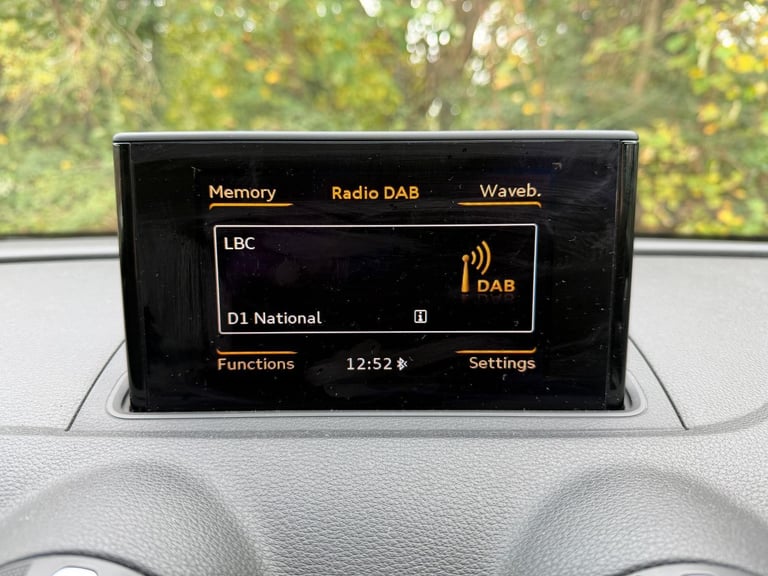 Memory Radio DAB Waveb.
LBC
DAB
D1 National i
Functions 12:52 Settings